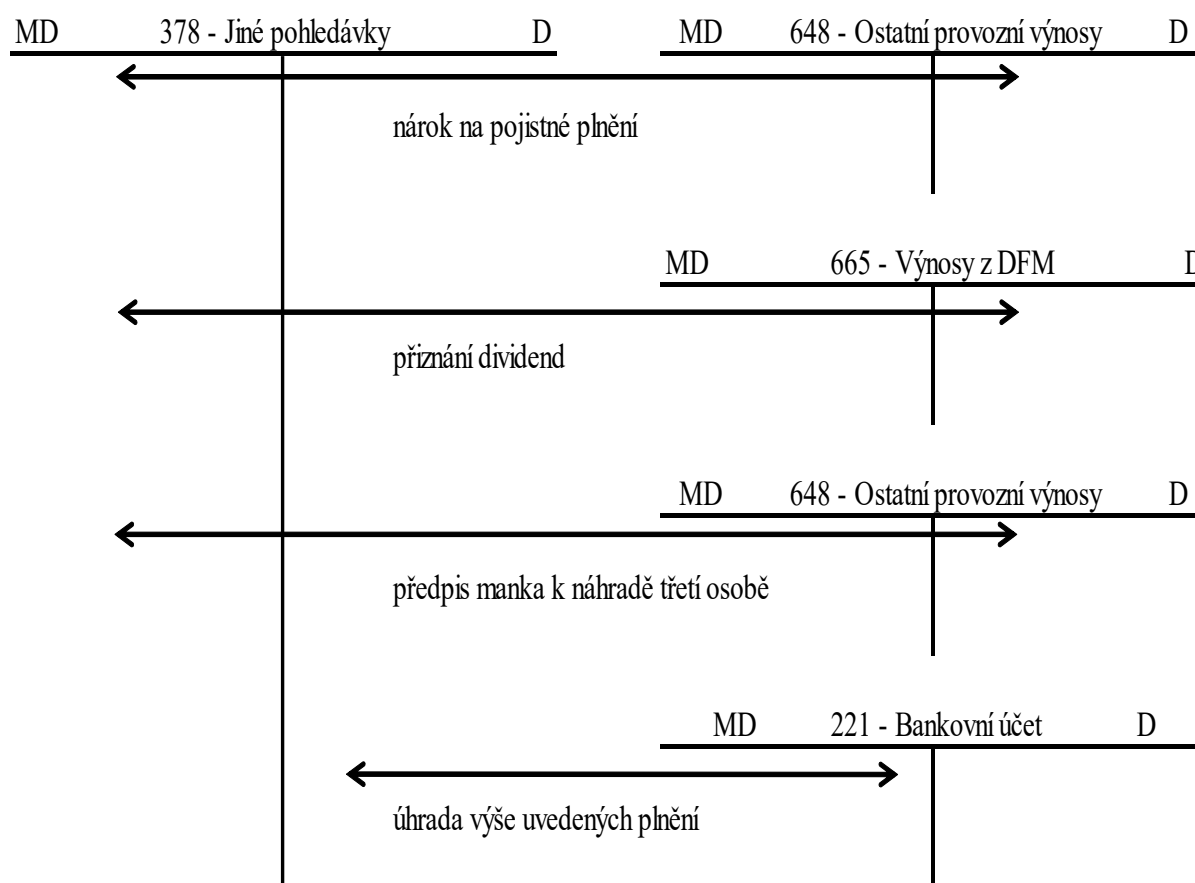 MD 378 - Jiné pohledávky D MD 648 - Ostatní provozní výnosy D
nárok na pojistné plnění
MD 665 - Výnosy z DFM D
přiznání dividend
MD 648 - Ostatní provozní výnosy D
předpis manka k náhradě třetí osobě
MD 221 - Bankovní účet D
úhrada výše uvedených plnění